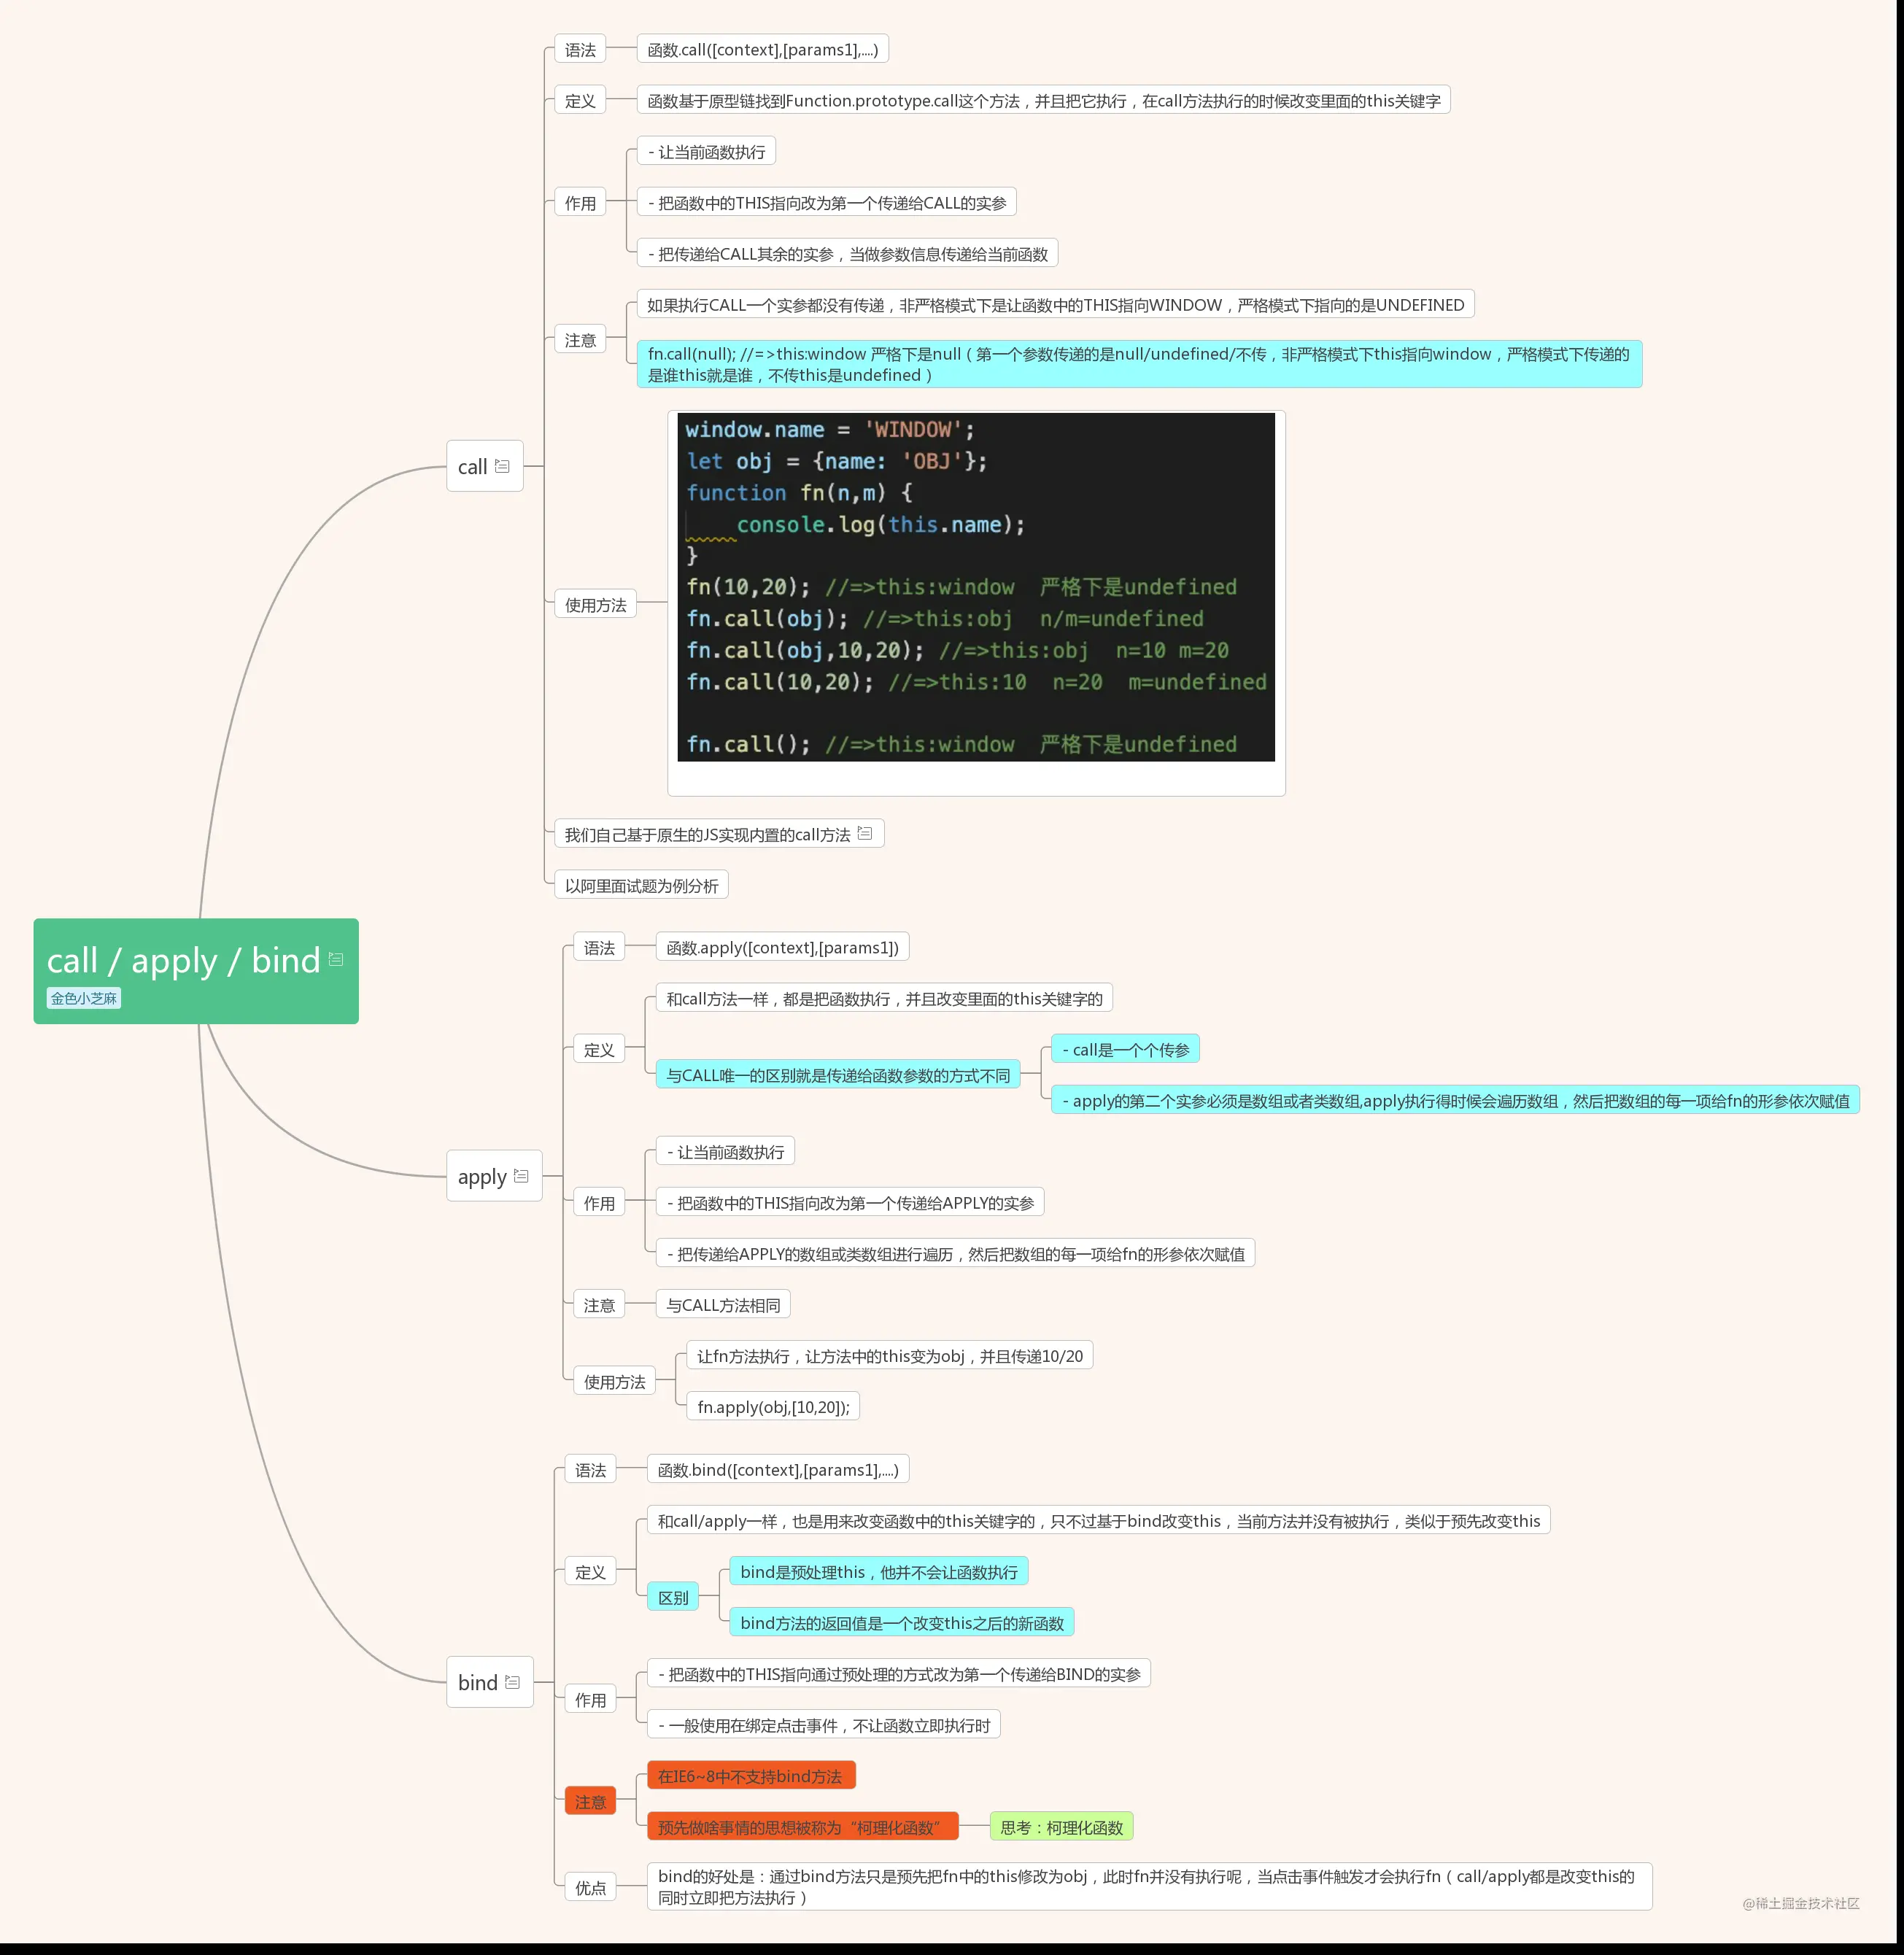 call / apply / bind
金色小芝麻
call
语法
函数.call([context],[params1],....)
定义
函数基于原型链找到Function.prototype.call这个方法，并且把它执行，在call方法执行的时候改变里面的this关键字
作用
- 让当前函数执行
- 把函数中的THIS指向改为第一个传递给CALL的实参
- 把传递给CALL其余的实参，当做参数信息传递给当前函数
注意
如果执行CALL一个实参都没有传递，非严格模式下是让函数中的THIS指向WINDOW，严格模式下指向的是UNDEFINED
fn.call(null); //=>this:window 严格下是null（第一个参数传递的是null/undefined/不传，非严格模式下this指向window，严格模式下传递的
是谁this就是谁，不传this是undefined）
使用方法
window.name = 'WINDOW';
let obj = {name: 'OBJ'};
function fn(n,m) {
    console.log(this.name);
}
fn(10,20); //=>this:window  严格下是undefined
fn.call(obj); //=>this:obj  n/m=undefined
fn.call(obj,10,20); //=>this:obj  n=10 m=20
fn.call(10,20); //=>this:10  n=20  m=undefined
fn.call(); //=>this:window  严格下是undefined
我们自己基于原生的JS实现内置的call方法
以阿里面试题为例分析
apply
语法
函数.apply([context],[params1])
定义
和call方法一样，都是把函数执行，并且改变里面的this关键字的
与CALL唯一的区别就是传递给函数参数的方式不同
- call是一个个传参
- apply的第二个实参必须是数组或者类数组,apply执行得时候会遍历数组，然后把数组的每一项给fn的形参依次赋值
作用
- 让当前函数执行
- 把函数中的THIS指向改为第一个传递给APPLY的实参
- 把传递给APPLY的数组或类数组进行遍历，然后把数组的每一项给fn的形参依次赋值
注意
与CALL方法相同
使用方法
让fn方法执行，让方法中的this变为obj，并且传递10/20
fn.apply(obj,[10,20]);
bind
语法
函数.bind([context],[params1],....)
定义
和call/apply一样，也是用来改变函数中的this关键字的，只不过基于bind改变this，当前方法并没有被执行，类似于预先改变this
区别
bind是预处理this，他并不会让函数执行
bind方法的返回值是一个改变this之后的新函数
作用
- 把函数中的THIS指向通过预处理的方式改为第一个传递给BIND的实参
- 一般使用在绑定点击事件，不让函数立即执行时
注意
在IE6~8中不支持bind方法
预先做啥事情的思想被称为“柯理化函数”
思考：柯理化函数
优点
bind的好处是：通过bind方法只是预先把fn中的this修改为obj，此时fn并没有执行呢，当点击事件触发才会执行fn（call/apply都是改变this的
同时立即把方法执行）
@稀土掘金技术社区